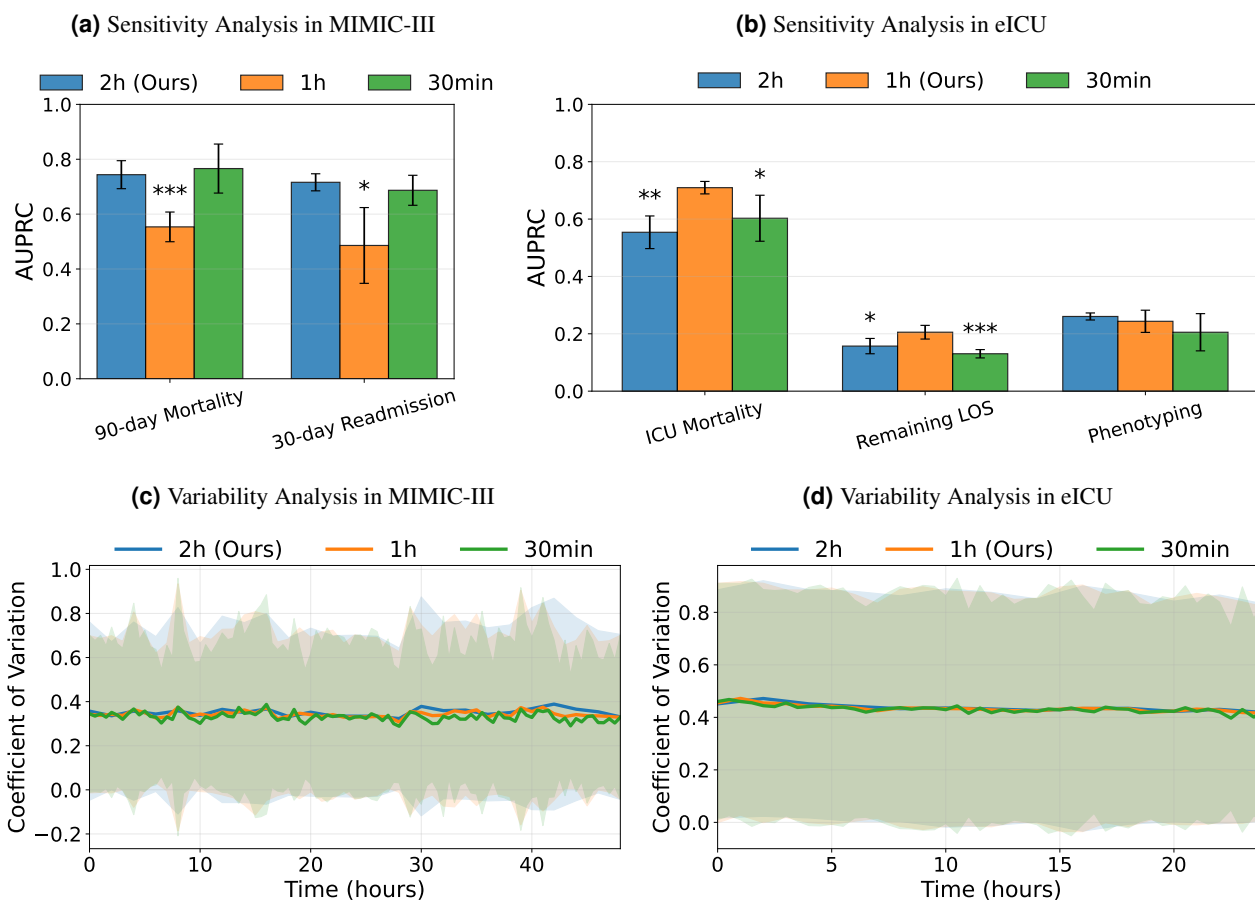 (a) Sensitivity Analysis in MIMIC-III
2h (Ours) 1h 30min
1.0
0.8
0.6
0.4
0.2
0.0
AUPRC
***
*
90-day Mortality
30-day Readmission
(b) Sensitivity Analysis in eICU
2h 1h (Ours) 30min
1.0
0.8
0.6
0.4
0.2
0.0
AUPRC
**
*
*
***
ICU Mortality
Remaining LOS
Phenotyping
(c) Variability Analysis in MIMIC-III
2h (Ours) 1h 30min
1.0
0.8
0.6
0.4
0.2
0.0
−0.2
Coefficient of Variation
0 10 20 30 40
Time (hours)
(d) Variability Analysis in eICU
2h 1h (Ours) 30min
0.8
0.6
0.4
0.2
0.0
Coefficient of Variation
0 5 10 15 20
Time (hours)